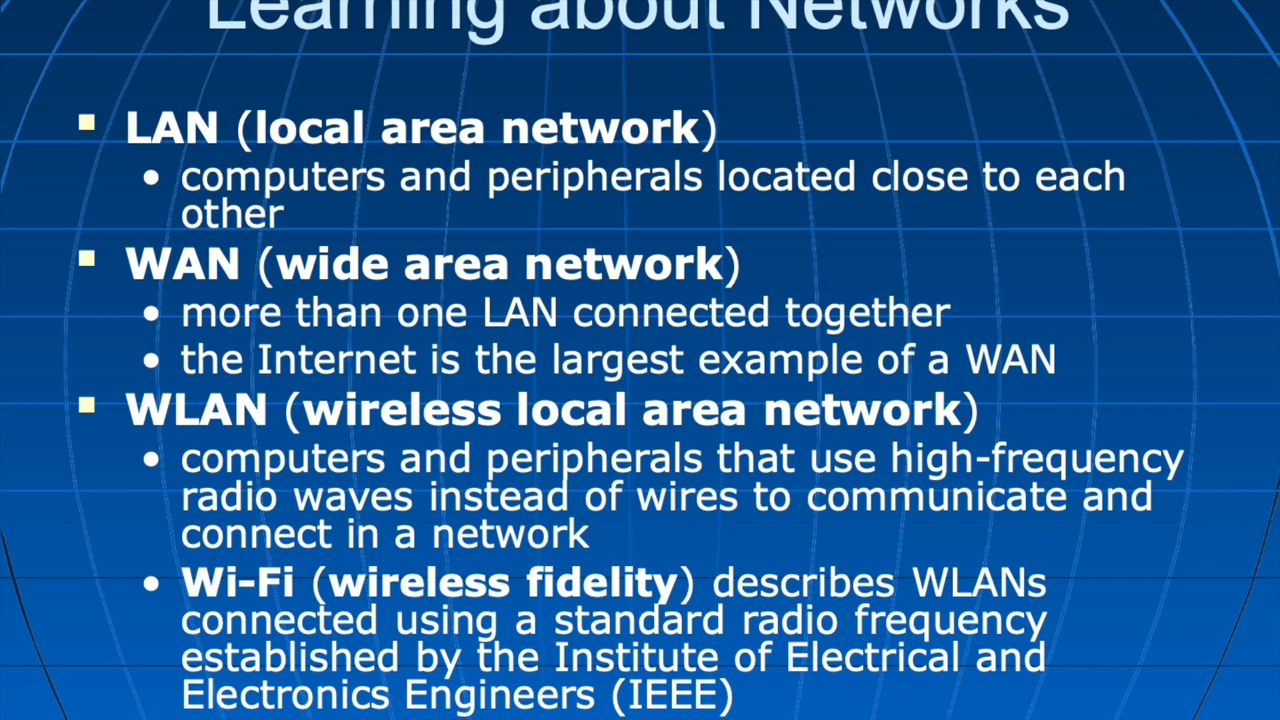 Learning about Networks
LAN (local area network)
• computers and peripherals located close to each
other
WAN (wide area network)
• more than one LAN connected together
• the Internet is the largest example of a WAN
WLAN (wireless local area network)
• computers and peripherals that use high-frequency
radio waves instead of wires to communicate and
connect in a network
• Wi-Fi (wireless fidelity) describes WLANs
connected using a standard radio frequency
established by the Institute of Electrical and
Electronics Engineers (IEEE)